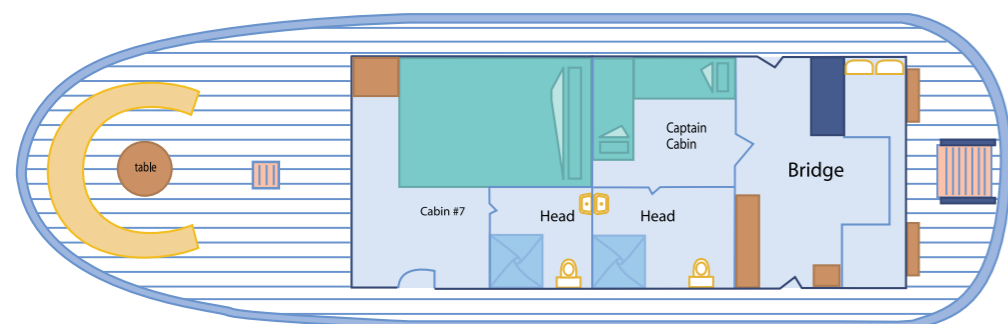 table
Cabin #7
Head
Head
Captain
Cabin
Bridge